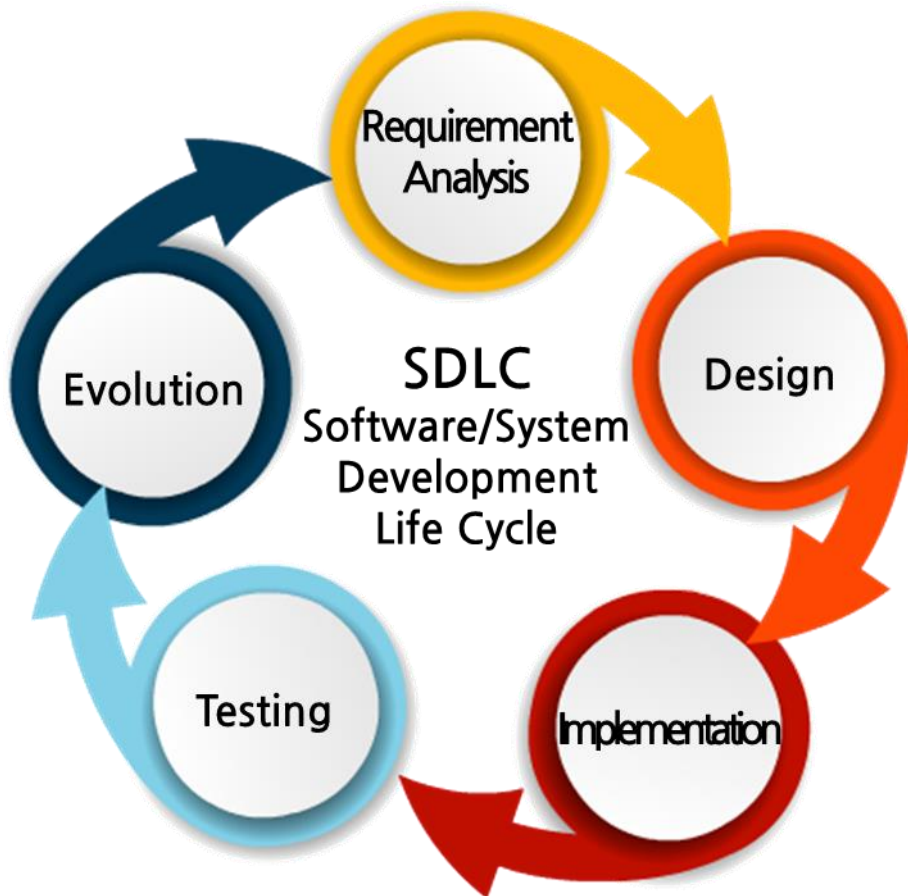 Requirement
Analysis
Design
Implementation
Testing
Evolution
SDLC
Software/System
Development
Life Cycle